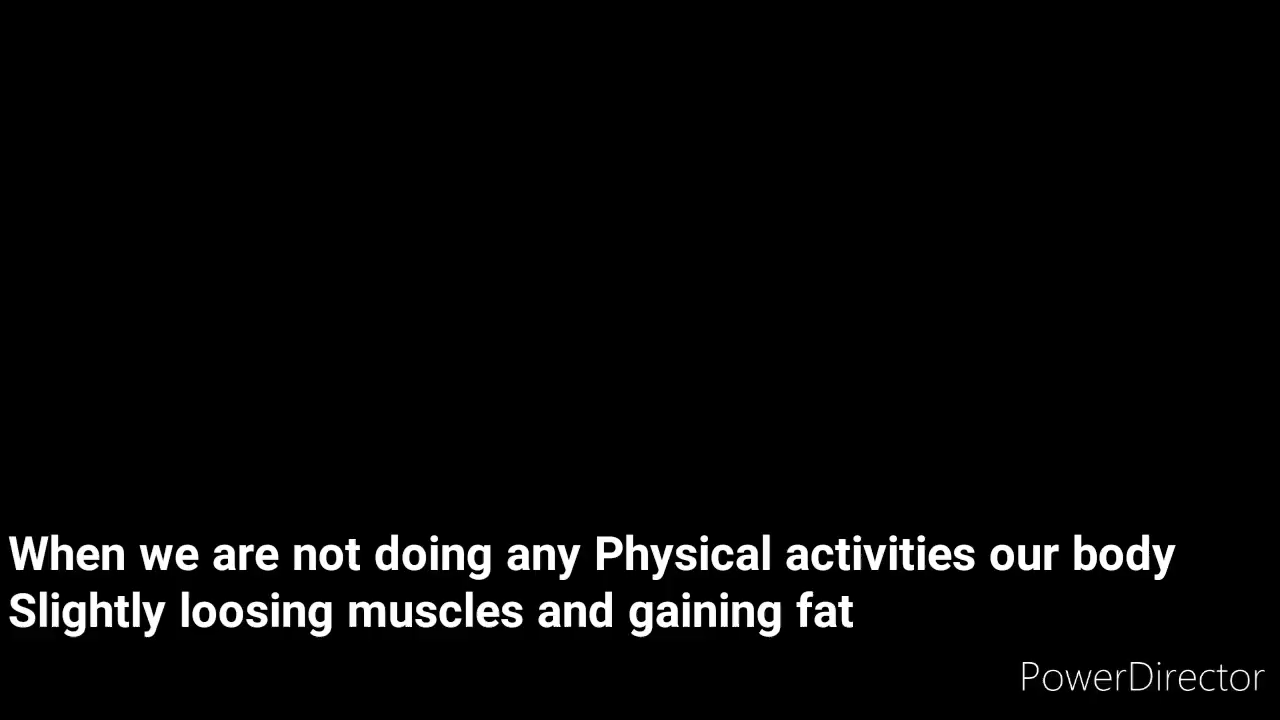 When we are not doing any Physical activities our body
Slightly loosing muscles and gaining fat
PowerDirector